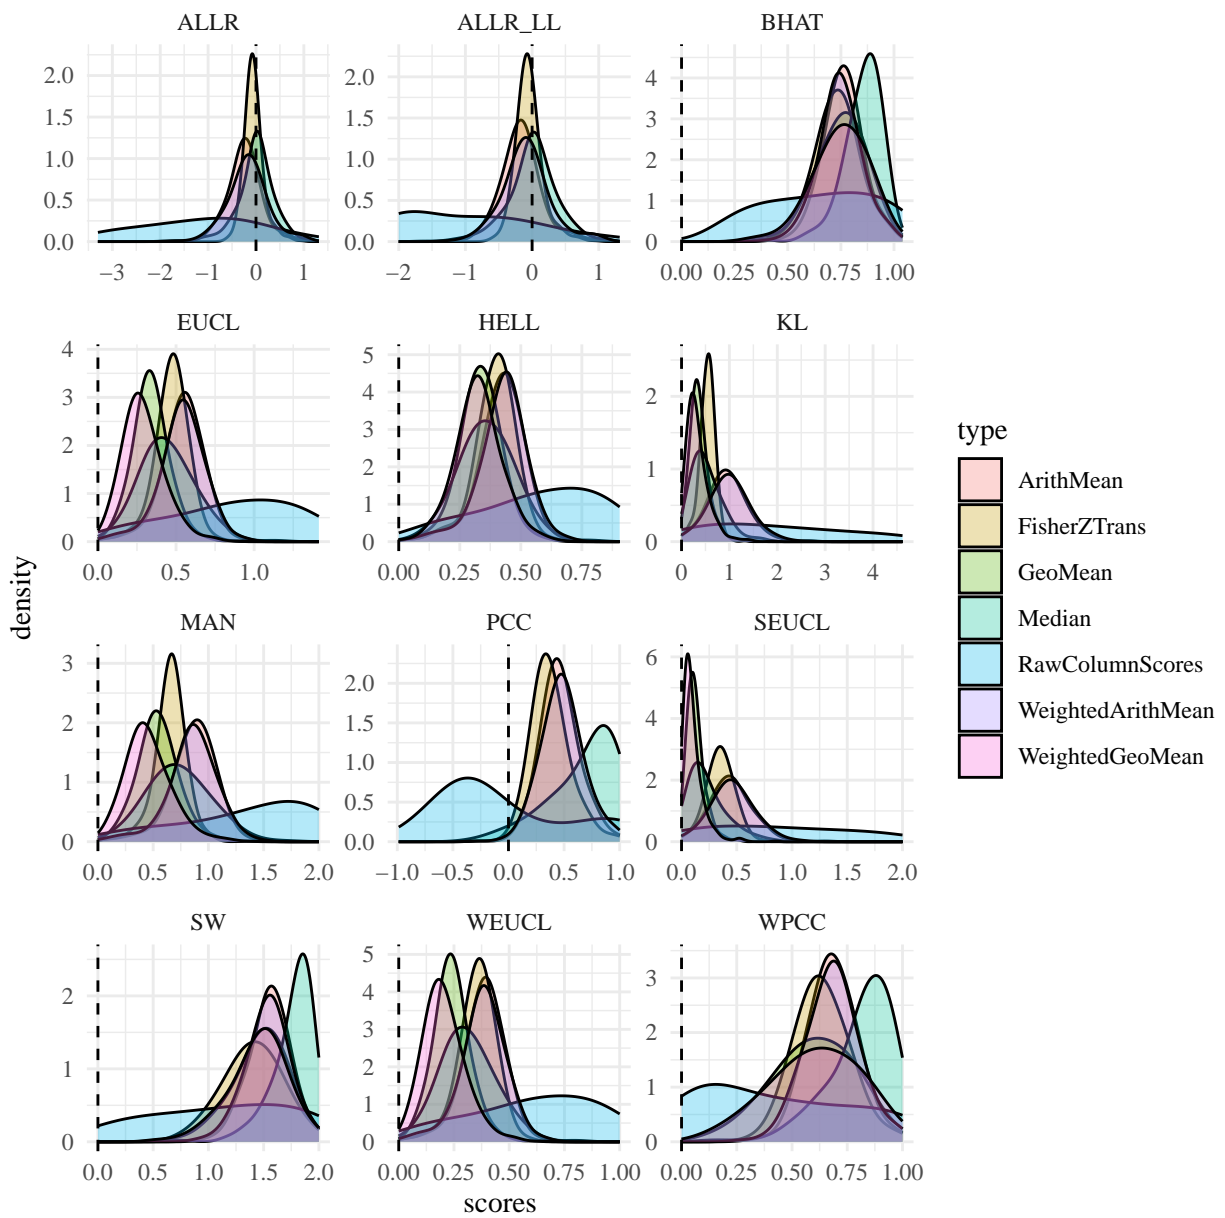 ALLR ALLR_LL BHAT
0.0 0.5 1.0 1.5 2.0
−3 −2 −1 0 1
0.0 0.5 1.0 1.5 2.0
−2 −1 0 1
0 1 2 3 4
0.00 0.25 0.50 0.75 1.00
EUCL HELL KL
0 1 2 3 4
0.0 0.5 1.0
0 1 2 3 4 5
0.00 0.25 0.50 0.75
0 1 2
0 1 2 3 4
MAN PCC SEUCL
0 1 2 3
0.0 0.5 1.0 1.5 2.0
0.0 0.5 1.0 1.5 2.0
−1.0 −0.5 0.0 0.5 1.0
0 2 4 6
0.0 0.5 1.0 1.5 2.0
SW WEUCL WPCC
0 1 2
0.0 0.5 1.0 1.5 2.0
0 1 2 3 4 5
0.00 0.25 0.50 0.75 1.00
0 1 2 3
0.00 0.25 0.50 0.75 1.00
density
scores
type
ArithMean
FisherZTrans
GeoMean
Median
RawColumnScores
WeightedArithMean
WeightedGeoMean